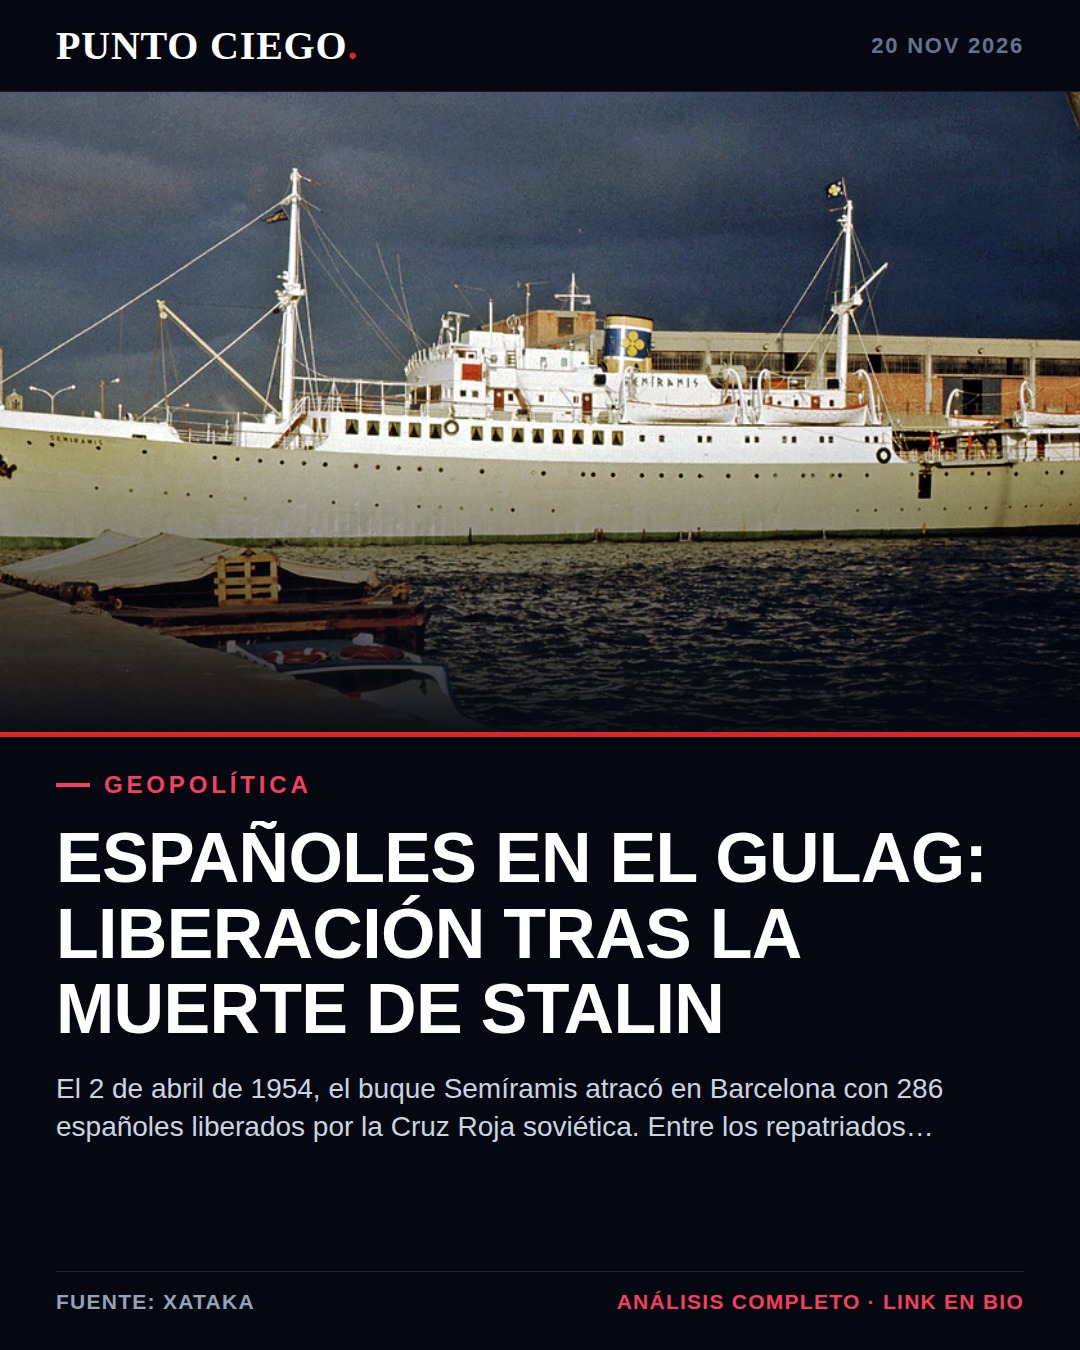 PUNTO CIEGO.
20 NOV 2026
SEMÍRAMIS
SEMIRAMIS
GEOPOLÍTICA
ESPAÑOLES EN EL GULAG:
LIBERACIÓN TRAS LA
MUERTE DE STALIN
El 2 de abril de 1954, el buque Semíramis atracó en Barcelona con 286
españoles liberados por la Cruz Roja soviética. Entre los repatriados…
FUENTE: XATAKA
ANÁLISIS COMPLETO · LINK EN BIO